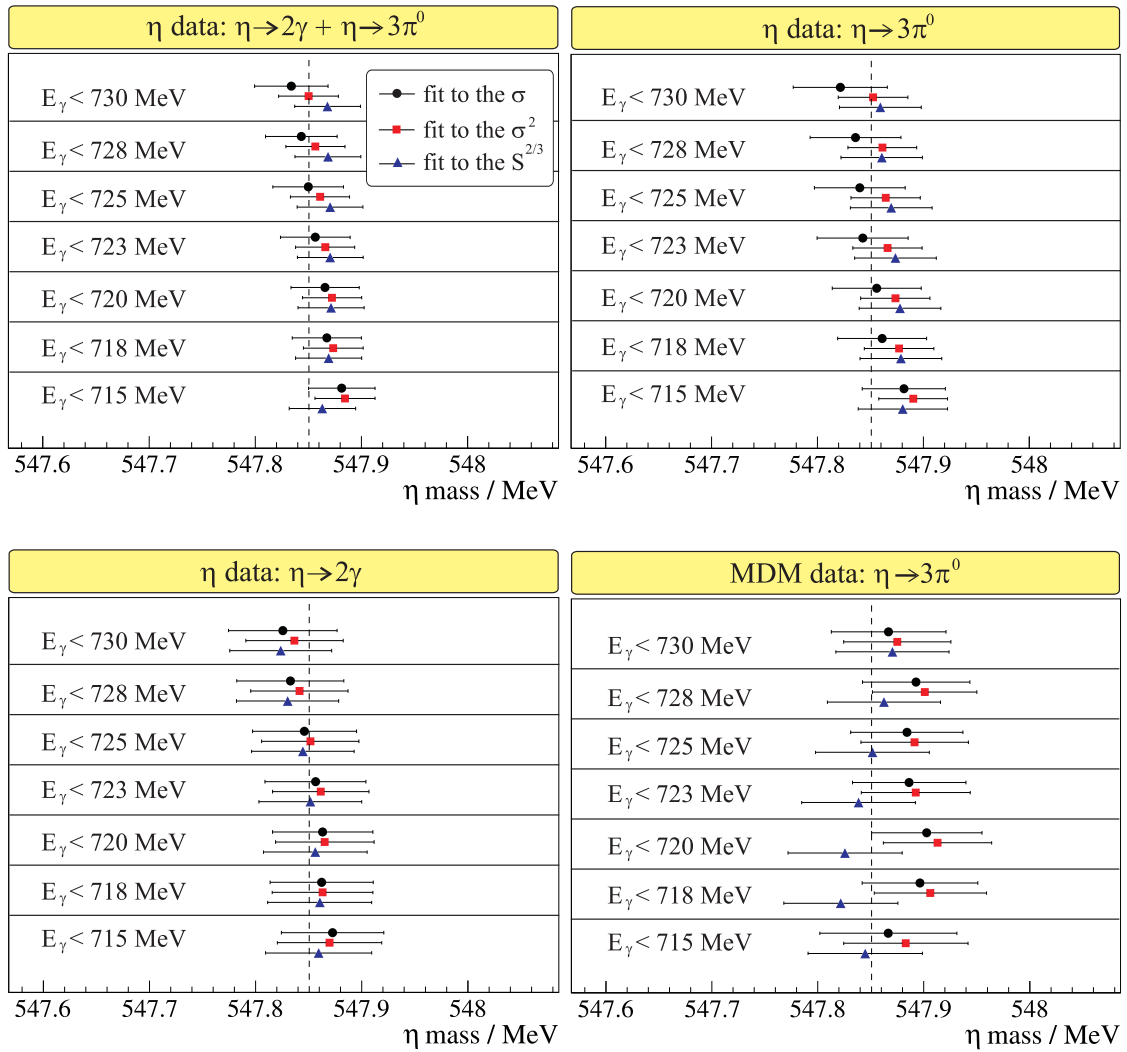 η data: η→2γ + η→3π⁰
E_γ < 730 MeV
E_γ < 728 MeV
E_γ < 725 MeV
E_γ < 723 MeV
E_γ < 720 MeV
E_γ < 718 MeV
E_γ < 715 MeV
fit to the σ
fit to the σ²
fit to the S^{2/3}
547.6 547.7 547.8 547.9 548
η mass / MeV
η data: η→3π⁰
E_γ < 730 MeV
E_γ < 728 MeV
E_γ < 725 MeV
E_γ < 723 MeV
E_γ < 720 MeV
E_γ < 718 MeV
E_γ < 715 MeV
547.6 547.7 547.8 547.9 548
η mass / MeV
η data: η→2γ
E_γ < 730 MeV
E_γ < 728 MeV
E_γ < 725 MeV
E_γ < 723 MeV
E_γ < 720 MeV
E_γ < 718 MeV
E_γ < 715 MeV
547.6 547.7 547.8 547.9 548
η mass / MeV
MDM data: η→3π⁰
E_γ < 730 MeV
E_γ < 728 MeV
E_γ < 725 MeV
E_γ < 723 MeV
E_γ < 720 MeV
E_γ < 718 MeV
E_γ < 715 MeV
547.6 547.7 547.8 547.9 548
η mass / MeV